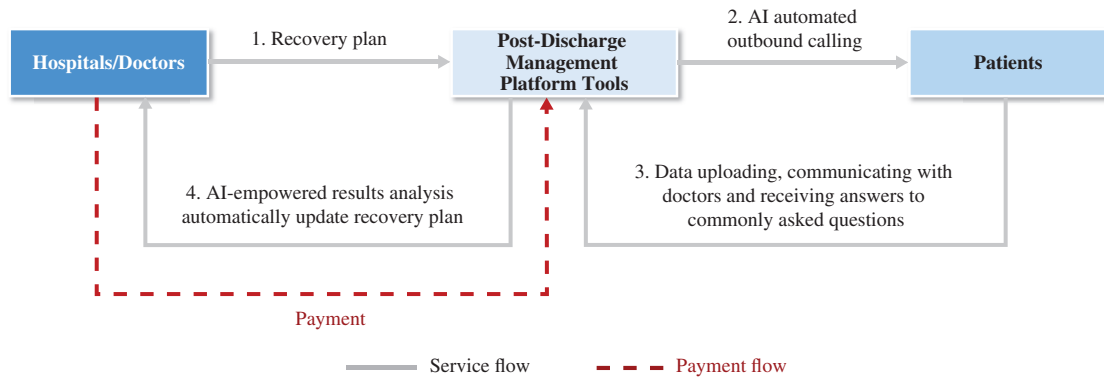 1. Recovery plan
2. AI automated
outbound calling
Hospitals/Doctors
Post-Discharge
Management
Platform Tools
Patients
4. AI-empowered results analysis
automatically update recovery plan
3. Data uploading, communicating with
doctors and receiving answers to
commonly asked questions
Payment
Service flow
Payment flow